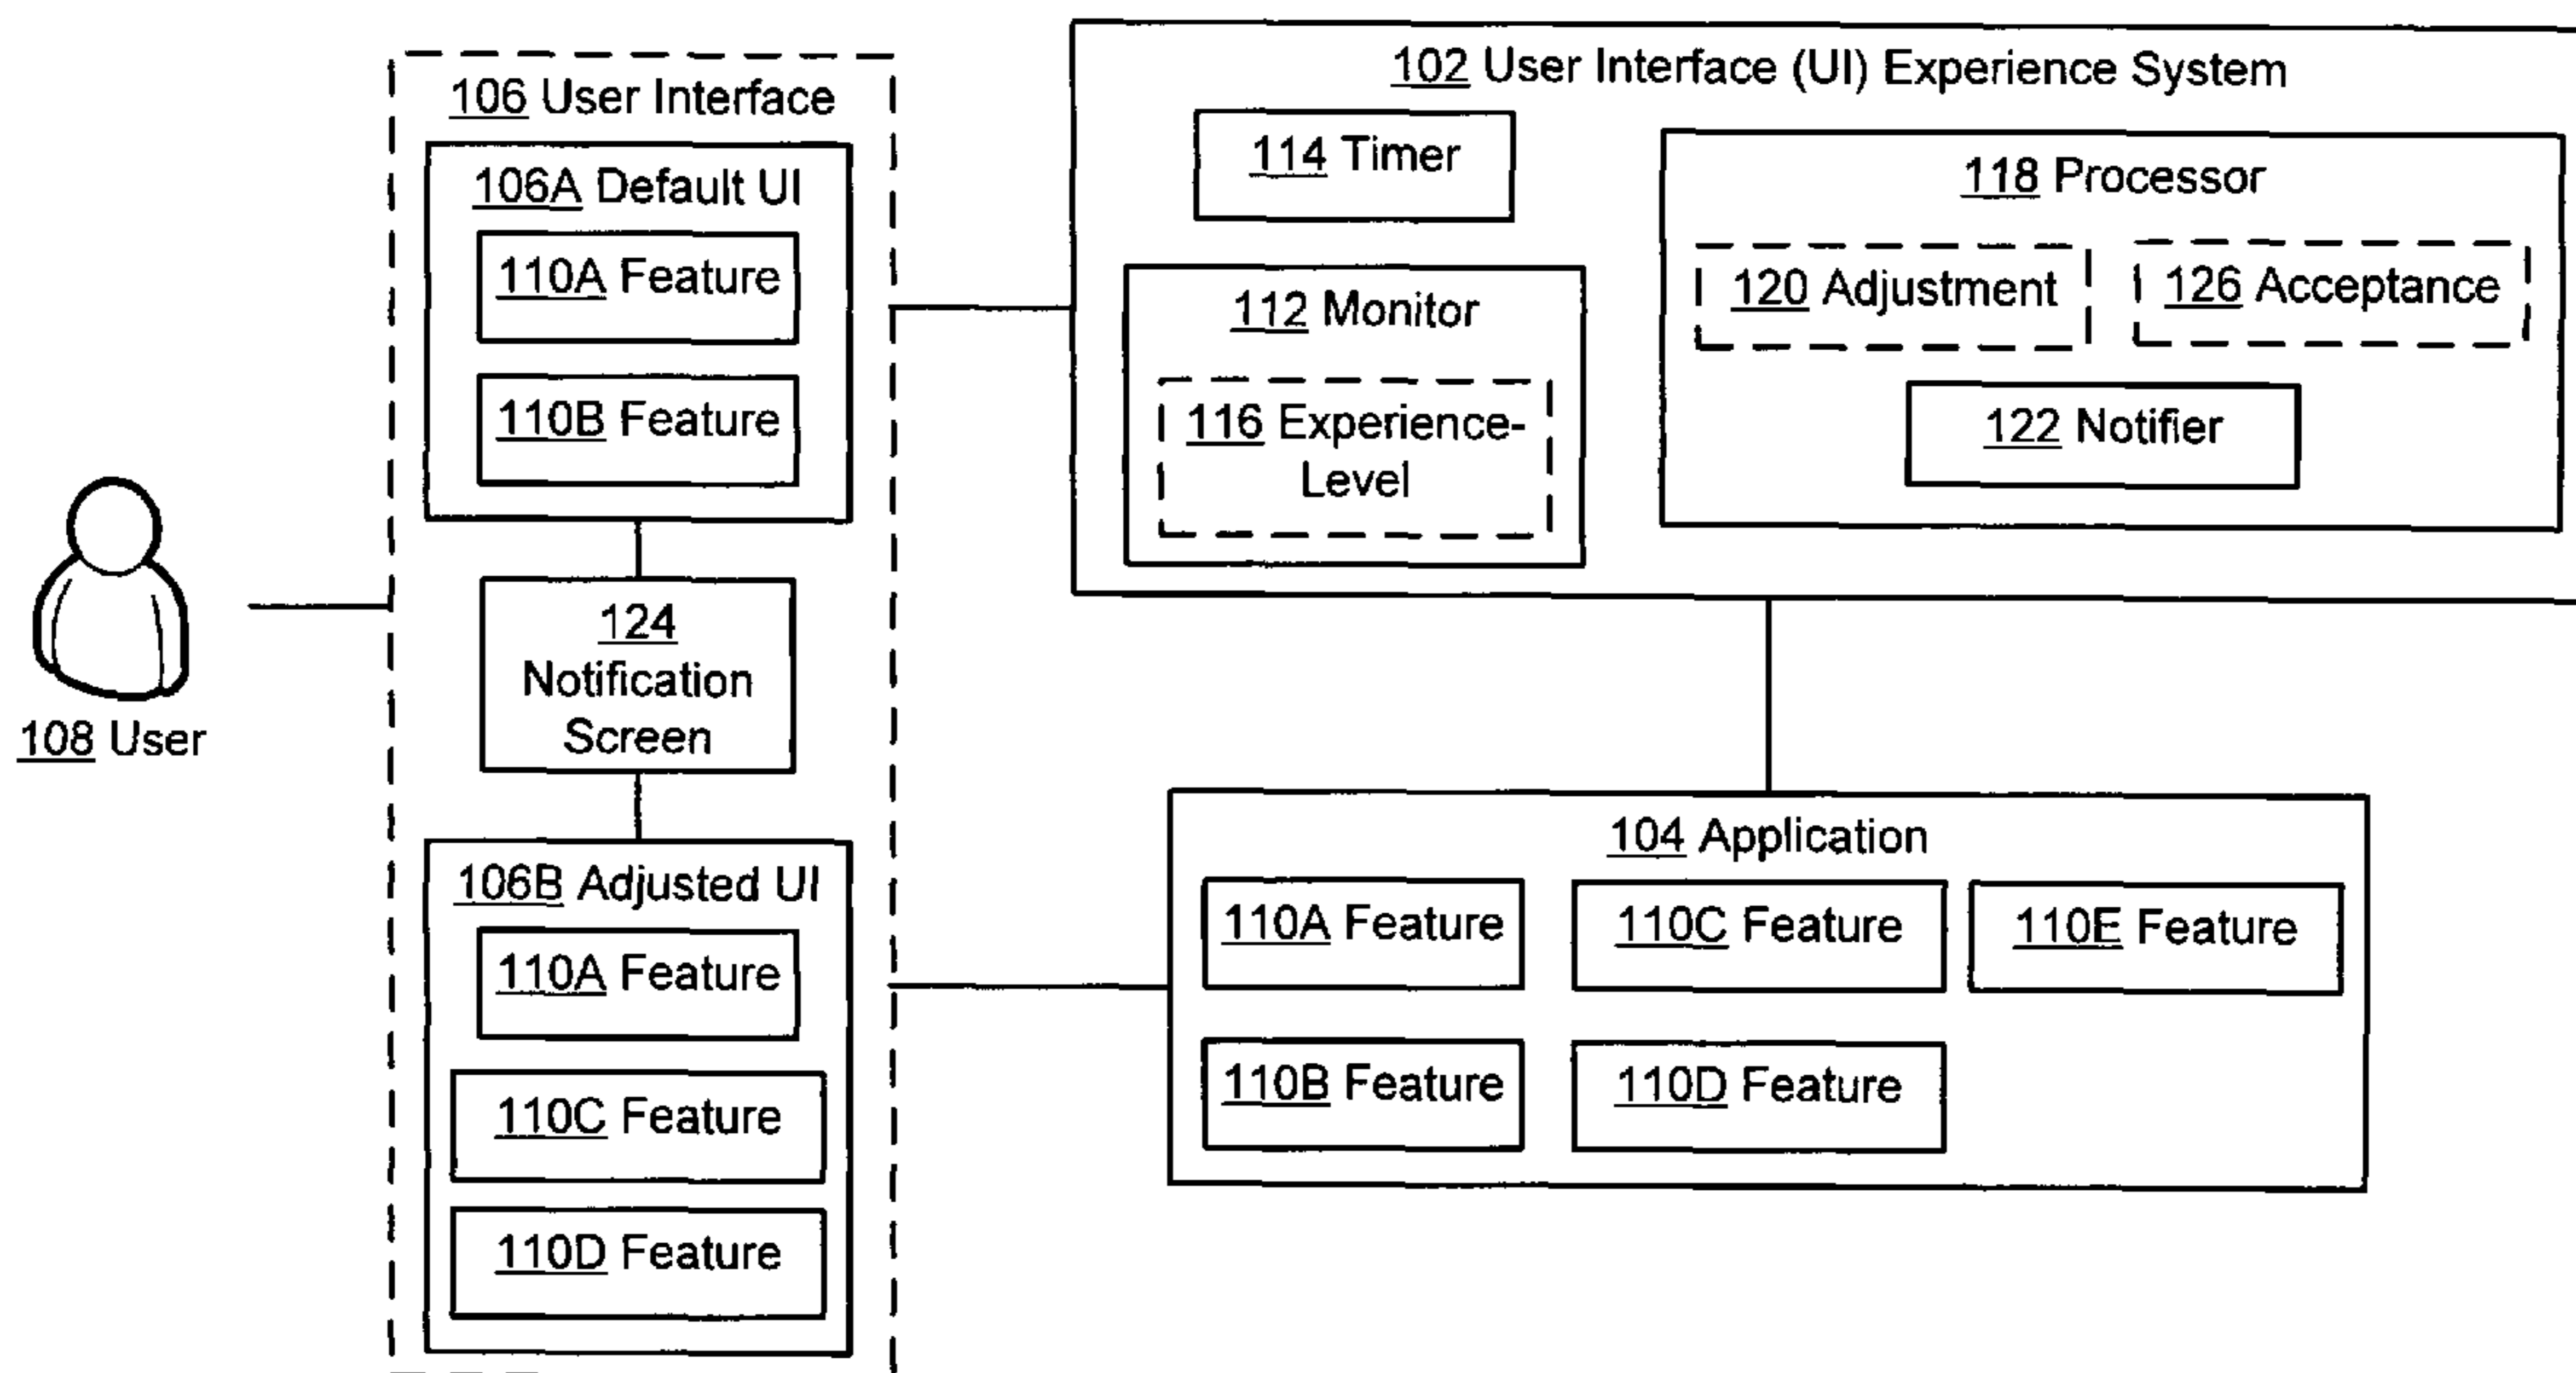 108 User
106 User Interface
106A Default UI
110A Feature
110B Feature
124
Notification
Screen
106B Adjusted UI
110A Feature
110C Feature
110D Feature
102 User Interface (UI) Experience System
114 Timer
112 Monitor
116 Experience-
Level
118 Processor
120 Adjustment
126 Acceptance
122 Notifier
104 Application
110A Feature
110C Feature
110E Feature
110B Feature
110D Feature